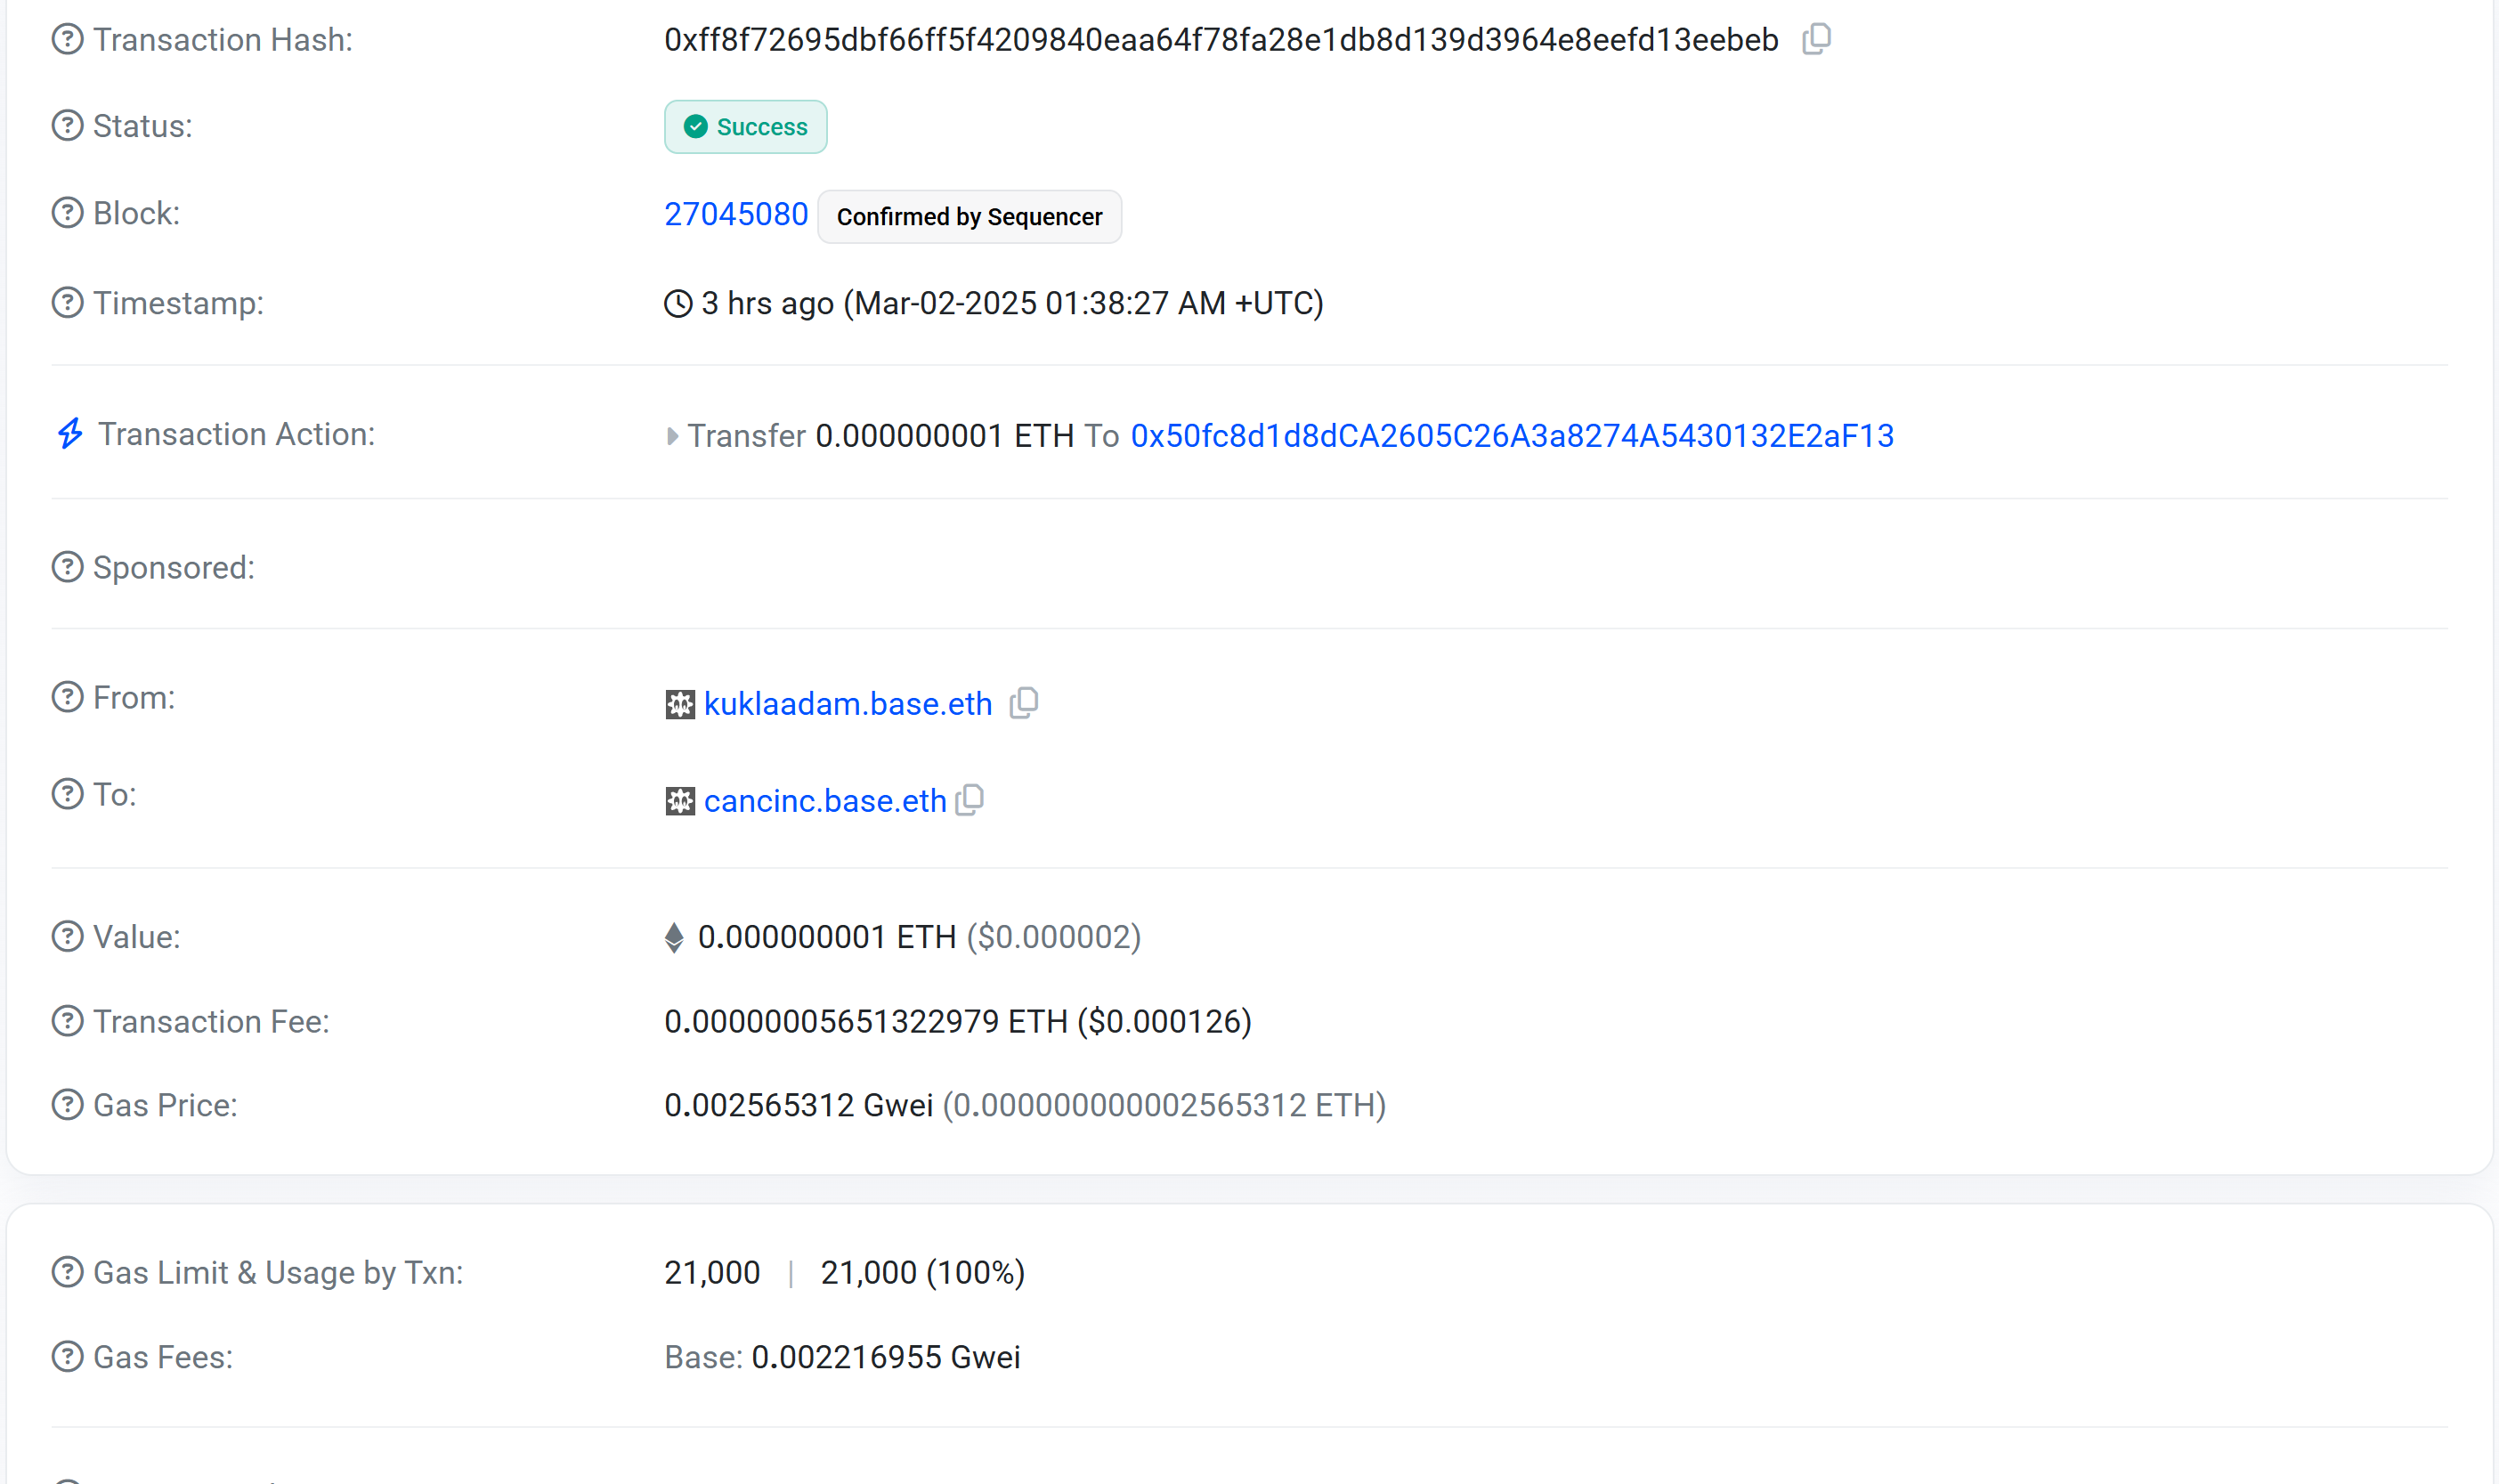 Transaction Hash: 0xff8f72695dbf66ff5f4209840eaa64f78fa28e1db8d139d3964e8eefd13eebeb
Status: Success
Block: 27045080 Confirmed by Sequencer
Timestamp: 3 hrs ago (Mar-02-2025 01:38:27 AM +UTC)
Transaction Action: Transfer 0.000000001 ETH To 0x50fc8d1d8dCA2605C26A3a8274A5430132E2aF13
Sponsored:
From: kuklaadam.base.eth
To: cancinc.base.eth
Value: 0.000000001 ETH ($0.000002)
Transaction Fee: 0.00000005651322979 ETH ($0.000126)
Gas Price: 0.002565312 Gwei (0.000000000002565312 ETH)
Gas Limit & Usage by Txn: 21,000 | 21,000 (100%)
Gas Fees: Base: 0.002216955 Gwei